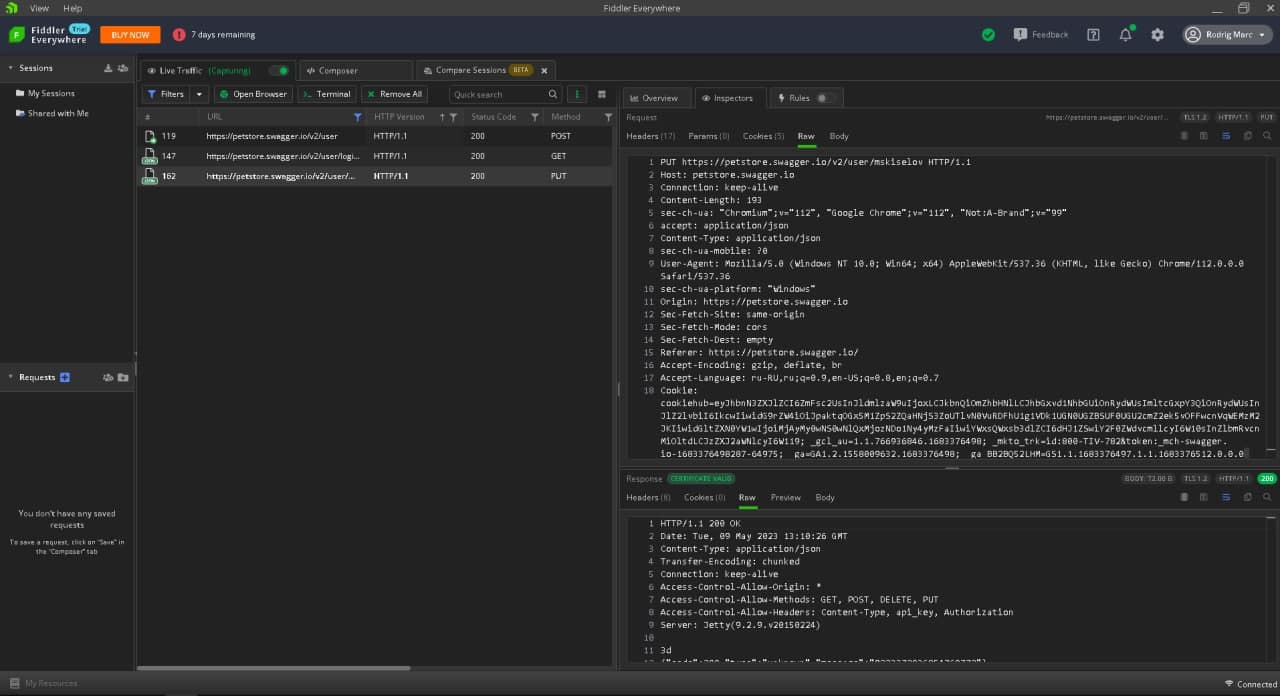 View Help
Fiddler Everywhere
Fiddler Trial
Everywhere
BUY NOW
7 days remaining
Feedback
Rodrig Marc
Sessions
My Sessions
Shared with Me
Live Traffic (Capturing)
Composer
Compare Sessions BETA
Filters
Open Browser
Terminal
Remove All
Quick search
# URL HTTP Version Status Code Method
119 https://petstore.swagger.io/v2/user HTTP/1.1 200 POST
147 https://petstore.swagger.io/v2/user/logi... HTTP/1.1 200 GET
162 https://petstore.swagger.io/v2/user/... HTTP/1.1 200 PUT
Requests
You don't have any saved
requests
To save a request, click on "Save" in
the "Composer" tab
Overview Inspectors Rules
Request https://petstore.swagger.io/v2/user/... TLS 1.2 HTTP/1.1 PUT
Headers (17) Params (0) Cookies (5) Raw Body
1 PUT https://petstore.swagger.io/v2/user/mskiselov HTTP/1.1
2 Host: petstore.swagger.io
3 Connection: keep-alive
4 Content-Length: 193
5 sec-ch-ua: "Chromium";v="112", "Google Chrome";v="112", "Not:A-Brand";v="99"
6 accept: application/json
7 Content-Type: application/json
8 sec-ch-ua-mobile: ?0
9 User-Agent: Mozilla/5.0 (Windows NT 10.0; Win64; x64) AppleWebKit/537.36 (KHTML, like Gecko) Chrome/112.0.0.0
Safari/537.36
10 sec-ch-ua-platform: "Windows"
11 Origin: https://petstore.swagger.io
12 Sec-Fetch-Site: same-origin
13 Sec-Fetch-Mode: cors
14 Sec-Fetch-Dest: empty
15 Referer: https://petstore.swagger.io/
16 Accept-Encoding: gzip, deflate, br
17 Accept-Language: ru-RU,ru;q=0.9,en-US;q=0.8,en;q=0.7
18 Cookie:
_gcl_au=1.1.766936846.1683376498; _mkto_trk=id:800-TIV-782&token:_mch-swagger.
io-1683376498287-64975; _ga=GA1.2.1558009632.1683376498; _ga_BB2BQ52LHM=GS1.1.1683376497.1.1.1683376512.0.0.0
Response CERTIFICATE VALID BODY: 72.00 B TLS 1.2 HTTP/1.1 200
Headers (8) Cookies (0) Raw Preview Body
1 HTTP/1.1 200 OK
2 Date: Tue, 09 May 2023 13:10:26 GMT
3 Content-Type: application/json
4 Transfer-Encoding: chunked
5 Connection: keep-alive
6 Access-Control-Allow-Origin: *
7 Access-Control-Allow-Methods: GET, POST, DELETE, PUT
8 Access-Control-Allow-Headers: Content-Type, api_key, Authorization
9 Server: Jetty(9.2.9.v20150224)
10
11 3d
My Resources
Connected